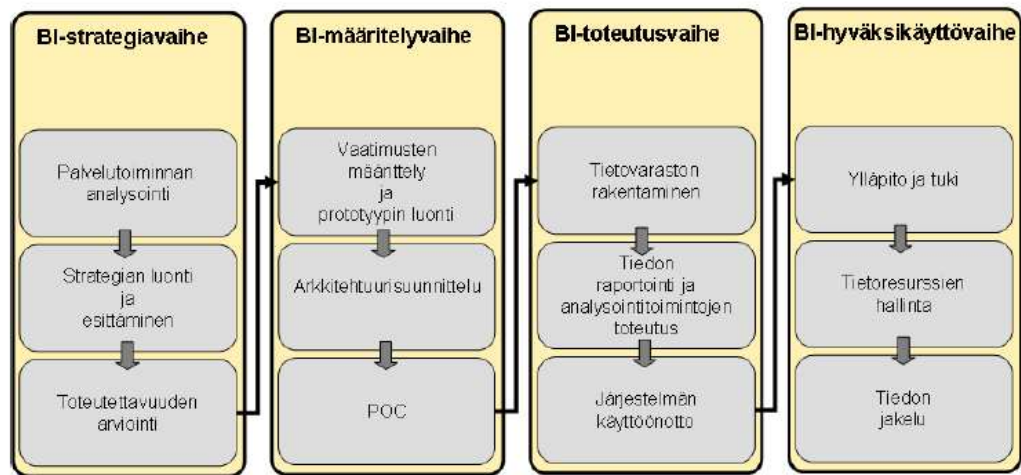 BI-strategiavaihe
Palvelutoiminnan
analysointi
Strategian luonti
ja
esittäminen
Toteutettavuuden
arviointi
BI-määritelyvaihe
Vaatimusten
määrittely
ja
prototyypin luonti
Arkkitehtuurisuunnittelu
POC
BI-toteutusvaihe
Tietovaraston
rakentaminen
Tiedon
raportointi ja
analysointitoimintojen
toteutus
Järjestelmän
käyttöönotto
BI-hyväksikäyttövaihe
Ylläpito ja tuki
Tietoresurssien
hallinta
Tiedon
jakelu